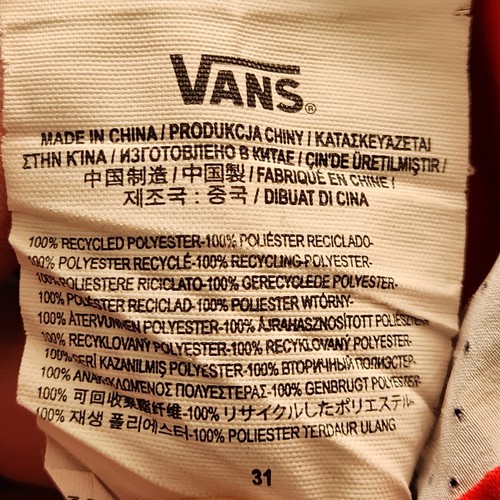 VANS®
MADE IN CHINA / PRODUKCJA CHINY / ΚΑΤΑΣΚΕΥΆΖΕΤΑΙ
ΣΤΗΝ ΚΊΝΑ / ИЗГОТОВЛЕНО В КИТАЕ / ÇIN'DE ÜRETILMIŞTIR /
中国制造 / 中國製 / FABRIQUÉ EN CHINE /
제조국 : 중국 / DIBUAT DI CINA
100% RECYCLED POLYESTER-100% POLIÉSTER RECICLADO-
100% POLYESTER RECYCLÉ-100% RECYCLING-POLYESTER-
100% POLIESTERE RICICLATO-100% GERECYCLEDE POLYESTER-
100% POLIESTER RECICLAD-100% POLIESTER WTÓRNY-
100% ÅTERVUNNEN POLYESTER-100% ÚJRAHASZNOSÍTOTT POLIÉSZTER-
100% RECYKLOVANÝ POLYESTER-100% RECYKLOVANÝ POLYESTER-
100% GERİ KAZANILMIŞ POLYESTER-100% ВТОРИЧНЫЙ ПОЛИЭСТЕР-
100% ΑΝΑΚΥΚΛΩΜΕΝΟΣ ΠΟΛΥΕΣΤΕΡΑΣ-100% GENBRUGT POLYESTER-
100% 可回收聚酯纤维-100% リサイクルしたポリエステル-
100% 재생 폴리에스터-100% POLIESTER TERDAUR ULANG
31